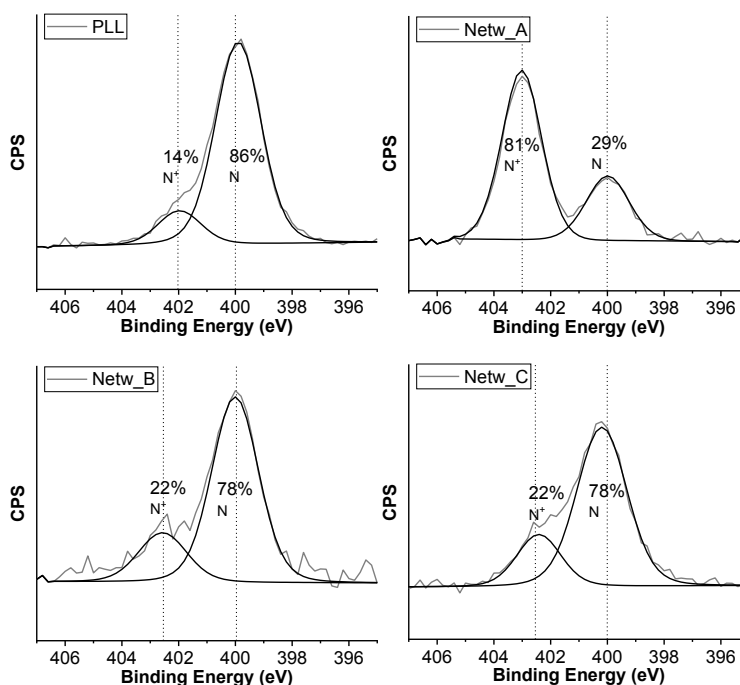 PLL
CPS
14%
N+
86%
N
406 404 402 400 398 396
Binding Energy (eV)
Netw_A
CPS
81%
N+
29%
N
406 404 402 400 398 396
Binding Energy (eV)
Netw_B
CPS
22%
N+
78%
N
406 404 402 400 398 396
Binding Energy (eV)
Netw_C
CPS
22%
N+
78%
N
406 404 402 400 398 396
Binding Energy (eV)